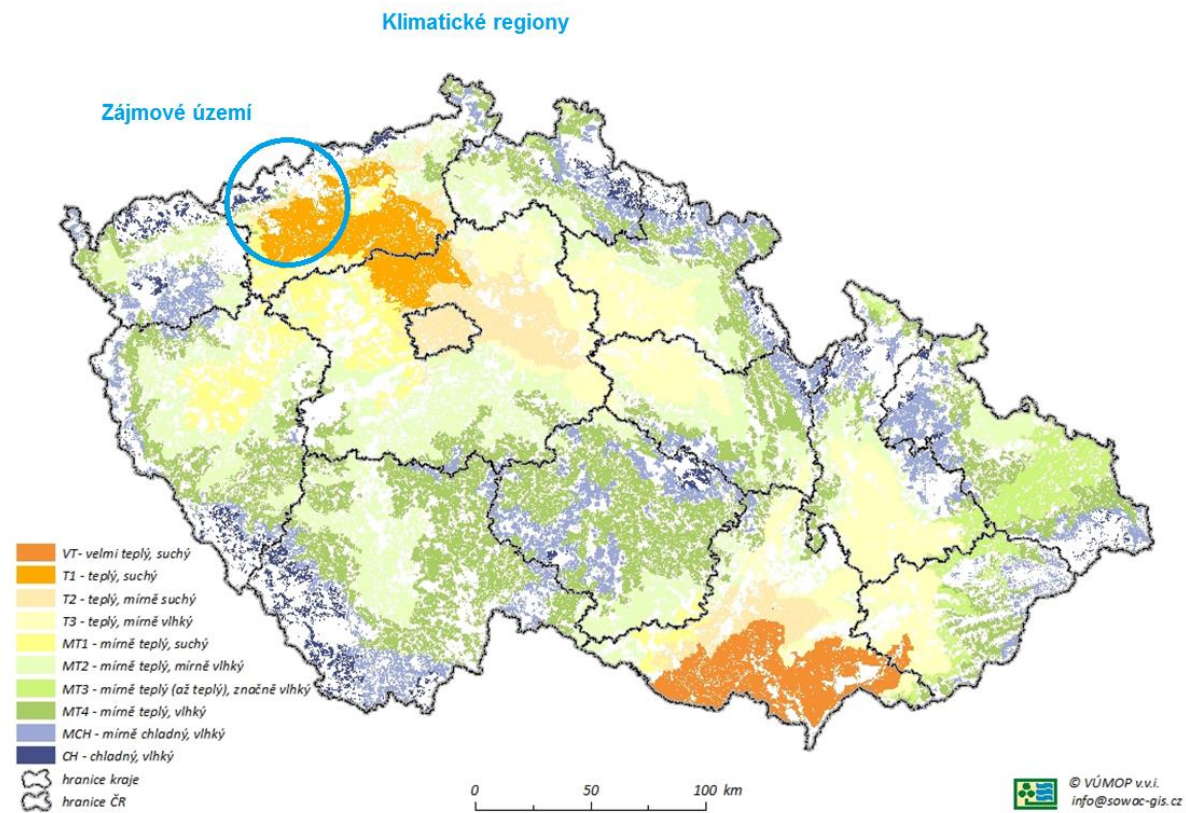 Klimatické regiony
Zájmové území
VT- velmi teplý, suchý
T1 - teplý, suchý
T2 - teplý, mírně suchý
T3 - teplý, mírně vlhký
MT1 - mírně teplý, suchý
MT2 - mírně teplý, mírně vlhký
MT3 - mírně teplý (až teplý), značně vlhký
MT4 - mírně teplý, vlhký
MCH - mírně chladný, vlhký
CH - chladný, vlhký
hranice kraje
hranice ČR
0 50 100 km
© VÚMOP v.v.i.
info@sowac-gis.cz